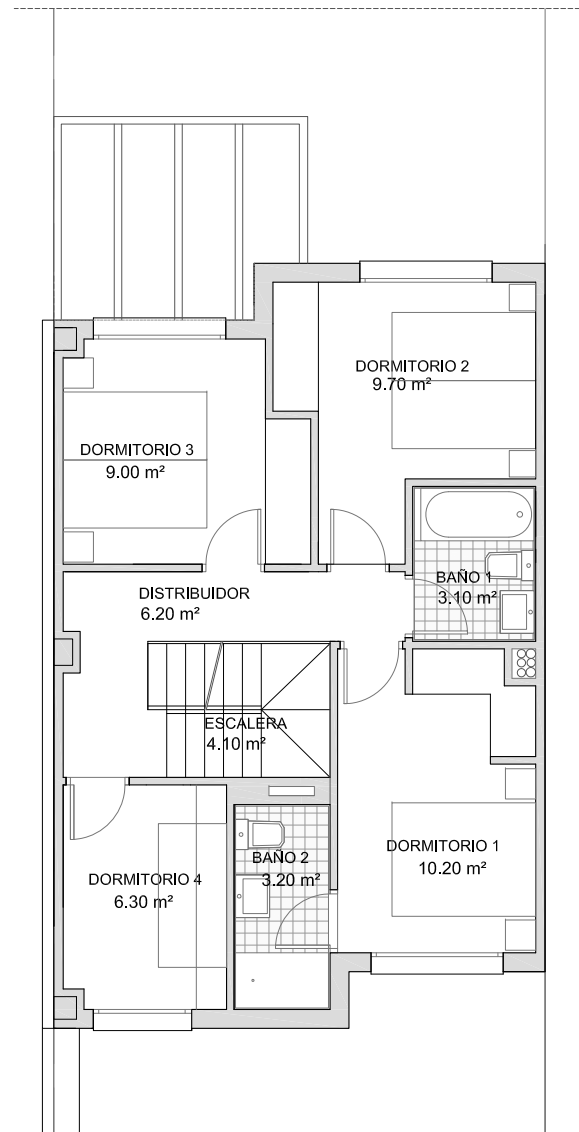 DORMITORIO 2
9.70 m²
DORMITORIO 3
9.00 m²
BAÑO 1
3.10 m²
DISTRIBUIDOR
6.20 m²
ESCALERA
4.10 m²
DORMITORIO 1
10.20 m²
BAÑO 2
3.20 m²
DORMITORIO 4
6.30 m²